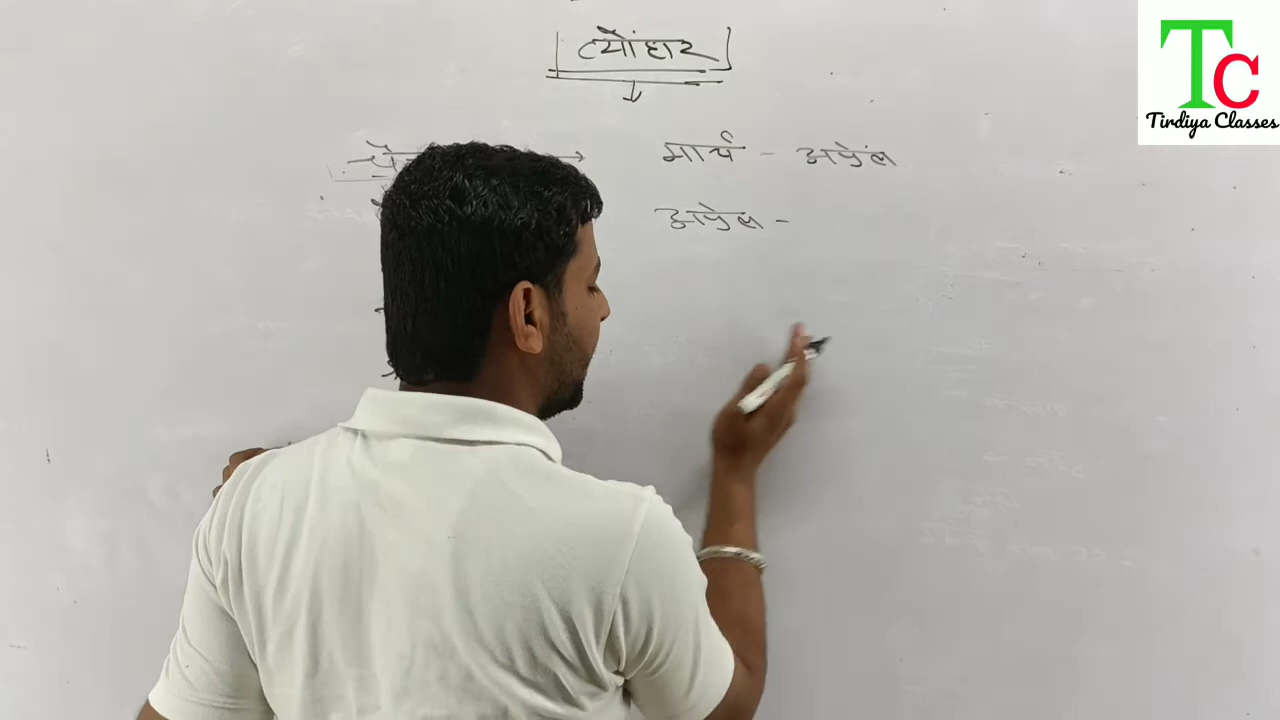 त्योंहार
मार्च - अप्रेल
अप्रेल -
TC
Tirdiya Classes